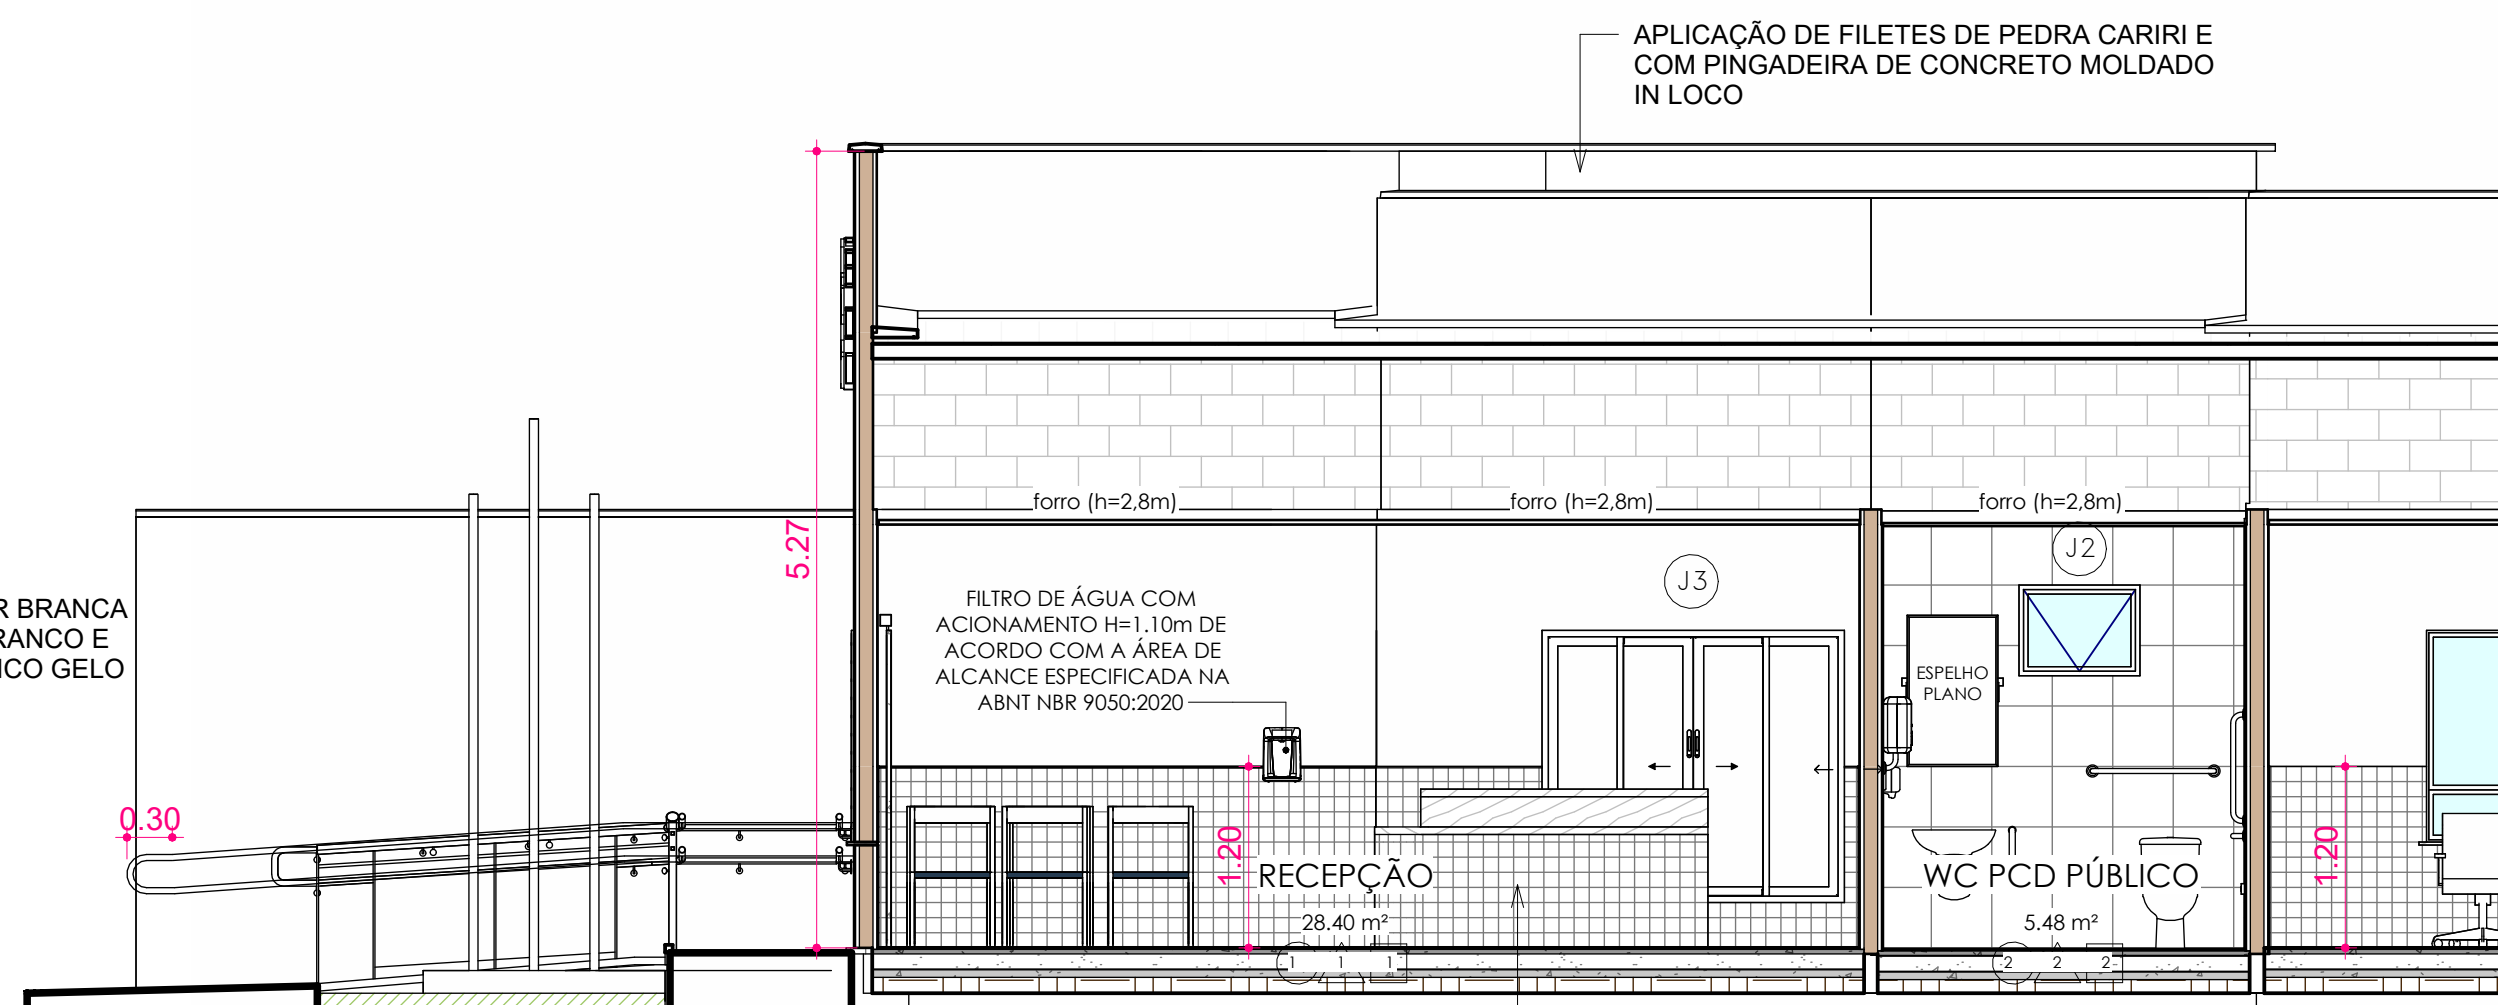 APLICAÇÃO DE FILETES DE PEDRA CARIRI E
COM PINGADEIRA DE CONCRETO MOLDADO
IN LOCO
forro (h=2,8m)
forro (h=2,8m)
forro (h=2,8m)
5.27
J3
J2
R BRANCA
RANCO E
NCO GELO
FILTRO DE ÁGUA COM
ACIONAMENTO H=1.10m DE
ACORDO COM A ÁREA DE
ALCANCE ESPECIFICADA NA
ABNT NBR 9050:2020
ESPELHO
PLANO
0.30
1.20
RECEPÇÃO
28.40 m²
WC PCD PÚBLICO
5.48 m²
1.20
1 1 1
2 2 2